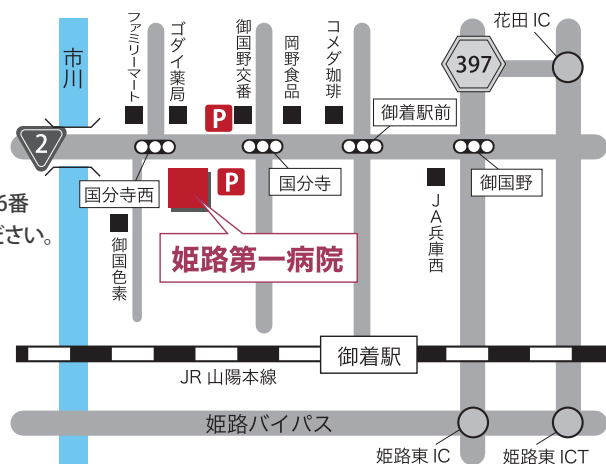 花田 IC
ファミリーマート
ゴダイ薬局
御国野交番
岡野食品
コメダ珈琲
市川
397
P
御着駅前
2
国分寺西
P
国分寺
御国野
6番
ださい。
御国色素
姫路第一病院
JA兵庫西
御着駅
JR 山陽本線
姫路バイパス
姫路東 IC
姫路東 ICT